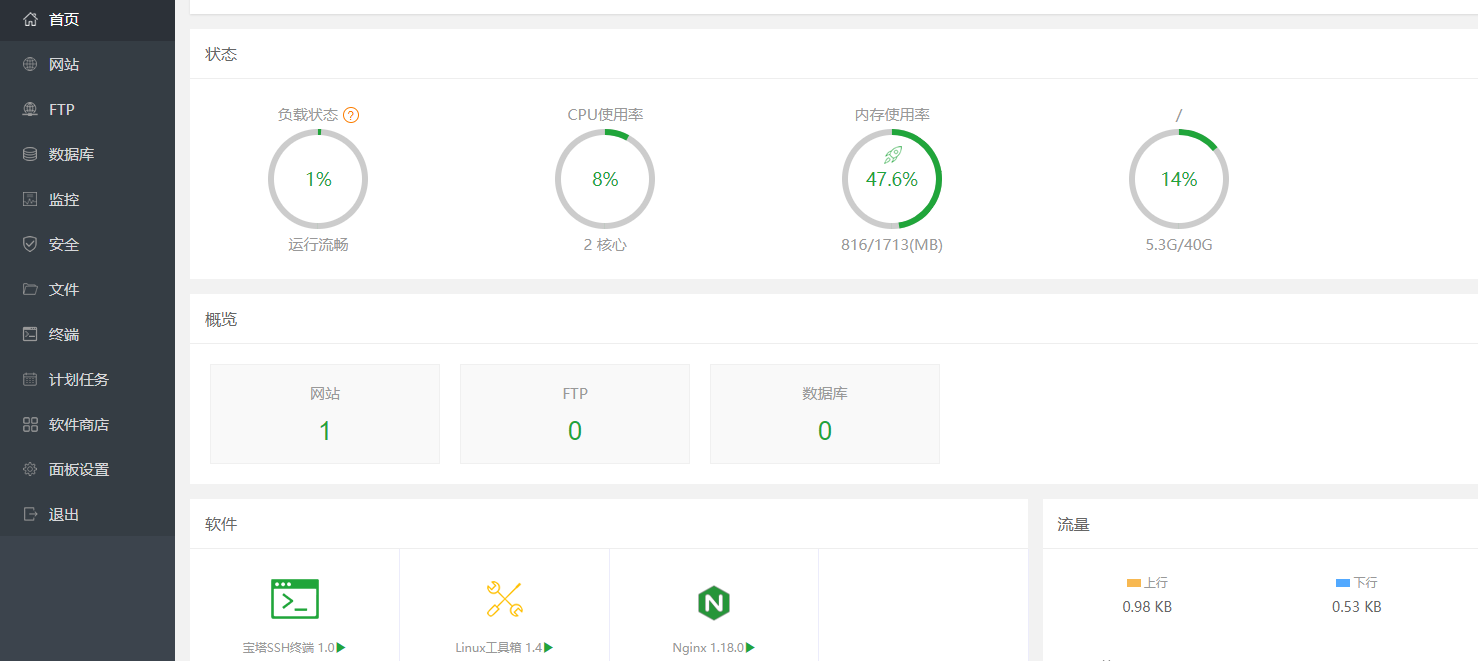 首页
网站
FTP
数据库
监控
安全
文件
终端
计划任务
软件商店
面板设置
退出
状态
负载状态 ?
CPU使用率
内存使用率
/
1%
8%
47.6%
14%
运行流畅
2 核心
816/1713(MB)
5.3G/40G
概览
网站
FTP
数据库
1
0
0
软件
流量
上行
下行
0.98 KB
0.53 KB
宝塔SSH终端 1.0
Linux工具箱 1.4
Nginx 1.18.0